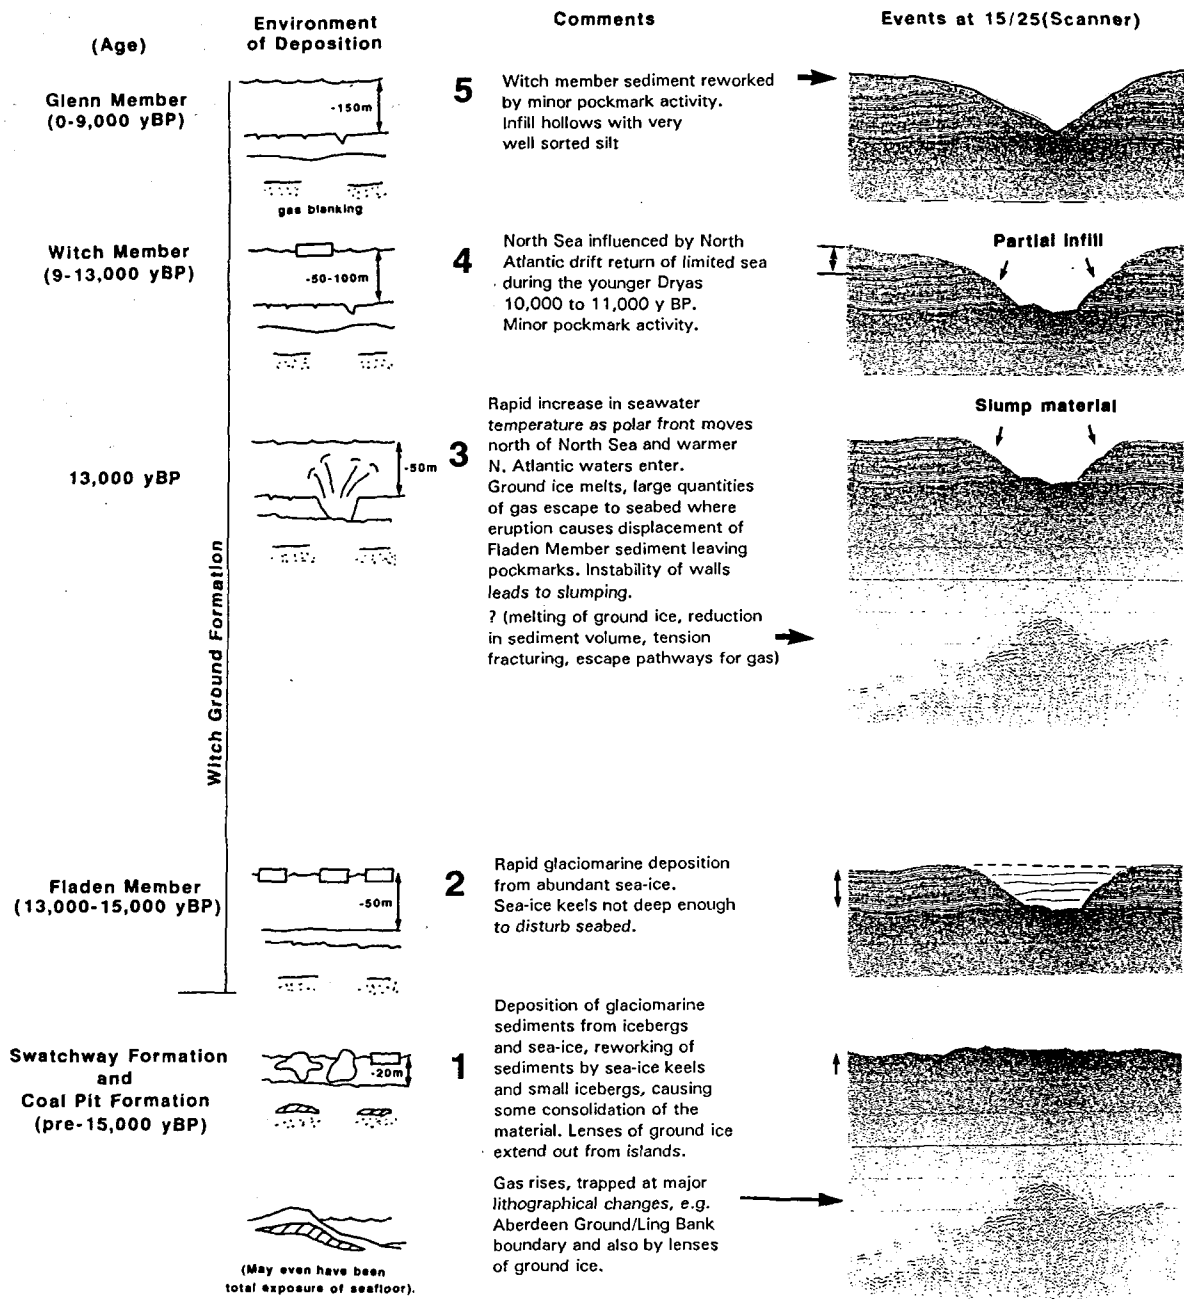 (Age)
Environment
of Deposition
Comments
Events at 15/25(Scanner)
Glenn Member
(0-9,000 yBP)
-150m
gas blanking
5
Witch member sediment reworked
by minor pockmark activity.
Infill hollows with very
well sorted silt
Witch Member
(9-13,000 yBP)
-50-100m
4
North Sea influenced by North
Atlantic drift return of limited sea
during the younger Dryas
10,000 to 11,000 y BP.
Minor pockmark activity.
Partial infill
13,000 yBP
-50m
3
Rapid increase in seawater
temperature as polar front moves
north of North Sea and warmer
N. Atlantic waters enter.
Ground ice melts, large quantities
of gas escape to seabed where
eruption causes displacement of
Fladen Member sediment leaving
pockmarks. Instability of walls
leads to slumping.
? (melting of ground ice, reduction
in sediment volume, tension
fracturing, escape pathways for gas)
Slump material
Witch Ground Formation
Fladen Member
(13,000-15,000 yBP)
-50m
2
Rapid glaciomarine deposition
from abundant sea-ice.
Sea-ice keels not deep enough
to disturb seabed.
Swatchway Formation
and
Coal Pit Formation
(pre-15,000 yBP)
-20m
1
Deposition of glaciomarine
sediments from icebergs
and sea-ice, reworking of
sediments by sea-ice keels
and small icebergs, causing
some consolidation of the
material. Lenses of ground ice
extend out from islands.
Gas rises, trapped at major
lithographical changes, e.g.
Aberdeen Ground/Ling Bank
boundary and also by lenses
of ground ice.
(May even have been
total exposure of seafloor).